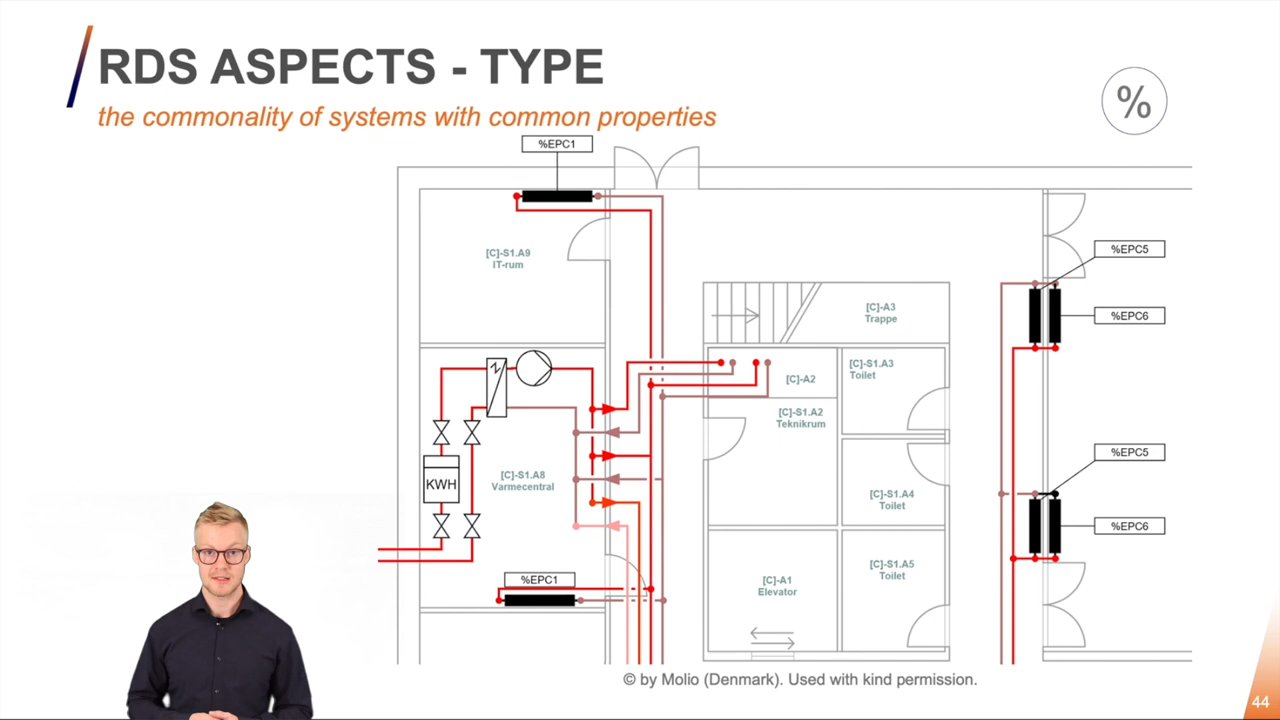 RDS ASPECTS - TYPE
the commonality of systems with common properties
%
%EPC1
[C]-S1.A9
IT-rum
%EPC5
%EPC6
[C]-A3
Trappe
[C]-S1.A3
Toilet
[C]-A2
[C]-S1.A2
Teknikrum
KWH
[C]-S1.A8
Varmecentral
%EPC5
[C]-S1.A4
Toilet
%EPC6
%EPC1
[C]-A1
Elevator
[C]-S1.A5
Toilet
© by Molio (Denmark). Used with kind permission.
44